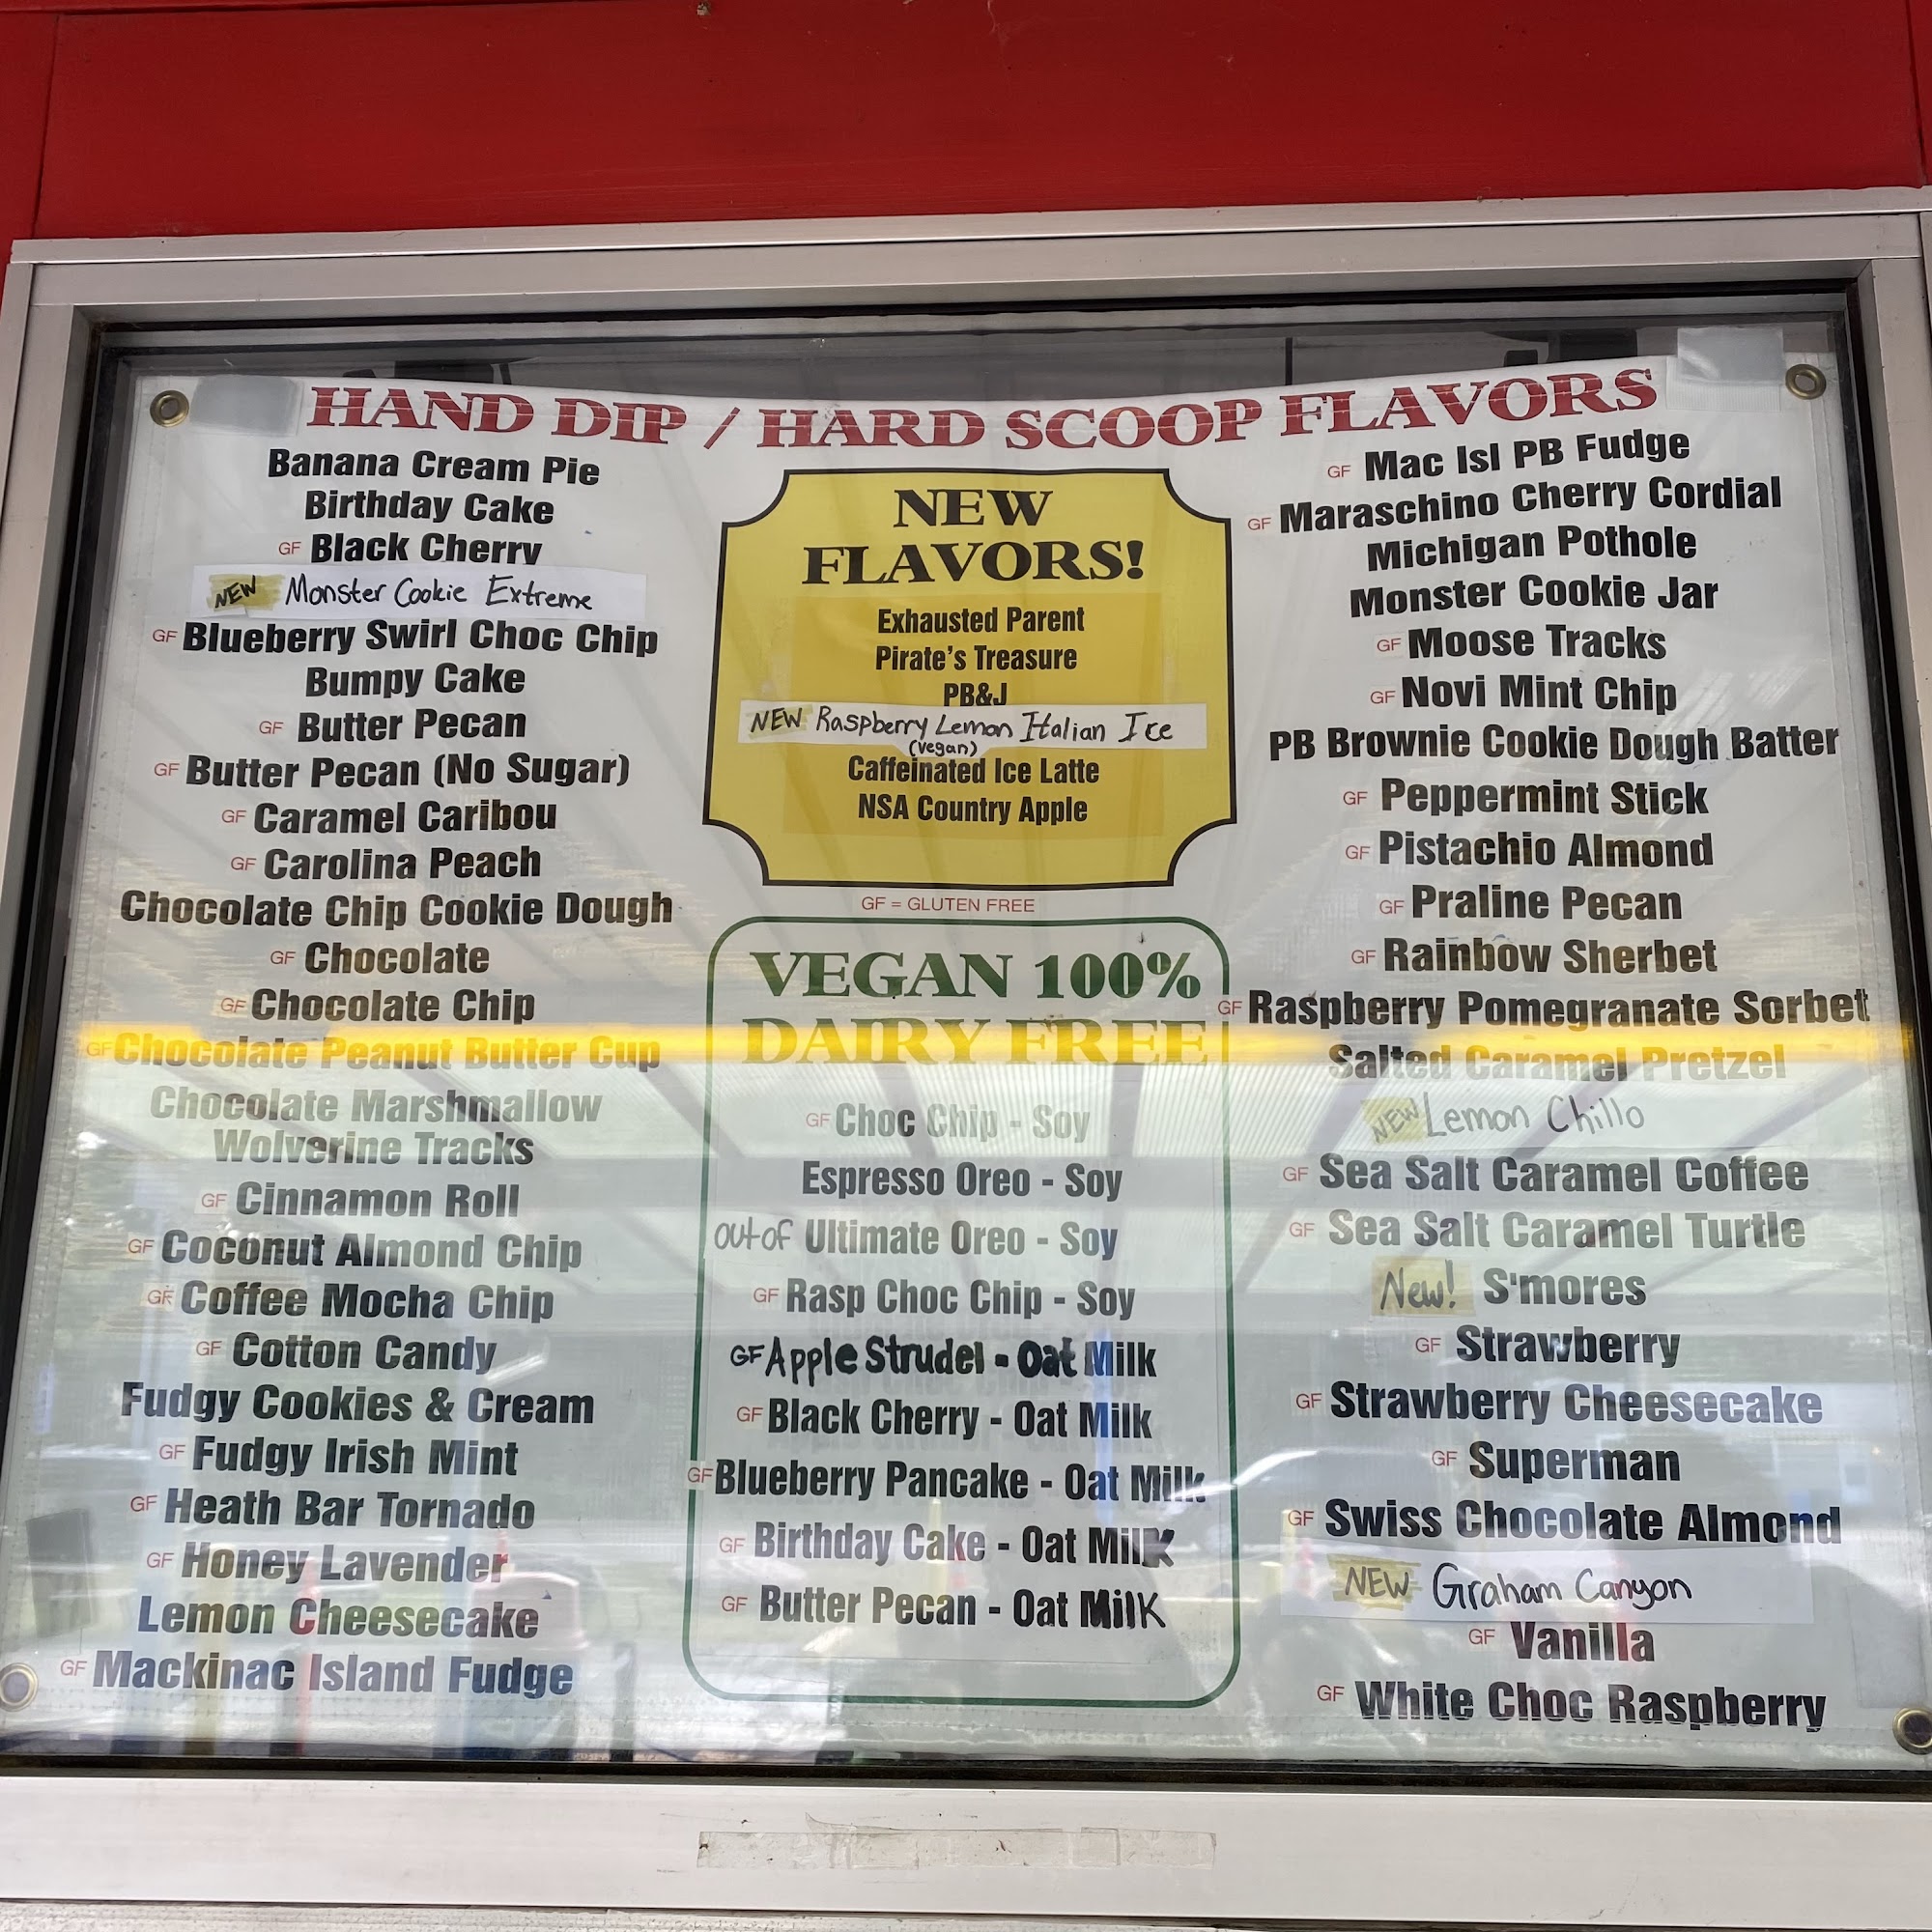 HAND DIP / HARD SCOOP FLAVORS
Banana Cream Pie
Birthday Cake
GF Black Cherry
NEW Monster Cookie Extreme
GF Blueberry Swirl Choc Chip
Bumpy Cake
GF Butter Pecan
GF Butter Pecan (No Sugar)
GF Caramel Caribou
GF Carolina Peach
Chocolate Chip Cookie Dough
GF Chocolate
GF Chocolate Chip
GF Chocolate Peanut Butter Cup
Chocolate Marshmallow
Wolverine Tracks
GF Cinnamon Roll
GF Coconut Almond Chip
GF Coffee Mocha Chip
GF Cotton Candy
Fudgy Cookies & Cream
GF Fudgy Irish Mint
GF Heath Bar Tornado
GF Honey Lavender
Lemon Cheesecake
GF Mackinac Island Fudge
NEW
FLAVORS!
Exhausted Parent
Pirate's Treasure
PB&J
NEW Raspberry Lemon Italian Ice
(vegan)
Caffeinated Ice Latte
NSA Country Apple
GF = GLUTEN FREE
VEGAN 100%
DAIRY FREE
GF Choc Chip - Soy
Espresso Oreo - Soy
out of Ultimate Oreo - Soy
GF Rasp Choc Chip - Soy
GF Apple Strudel - Oat Milk
GF Black Cherry - Oat Milk
GF Blueberry Pancake - Oat Milk
GF Birthday Cake - Oat Milk
GF Butter Pecan - Oat Milk
GF Mac Isl PB Fudge
GF Maraschino Cherry Cordial
Michigan Pothole
Monster Cookie Jar
GF Moose Tracks
GF Novi Mint Chip
PB Brownie Cookie Dough Batter
GF Peppermint Stick
GF Pistachio Almond
GF Praline Pecan
GF Rainbow Sherbet
GF Raspberry Pomegranate Sorbet
Salted Caramel Pretzel
NEW Lemon Chillo
GF Sea Salt Caramel Coffee
GF Sea Salt Caramel Turtle
New! S'mores
GF Strawberry
GF Strawberry Cheesecake
GF Superman
GF Swiss Chocolate Almond
NEW Graham Canyon
GF Vanilla
GF White Choc Raspberry